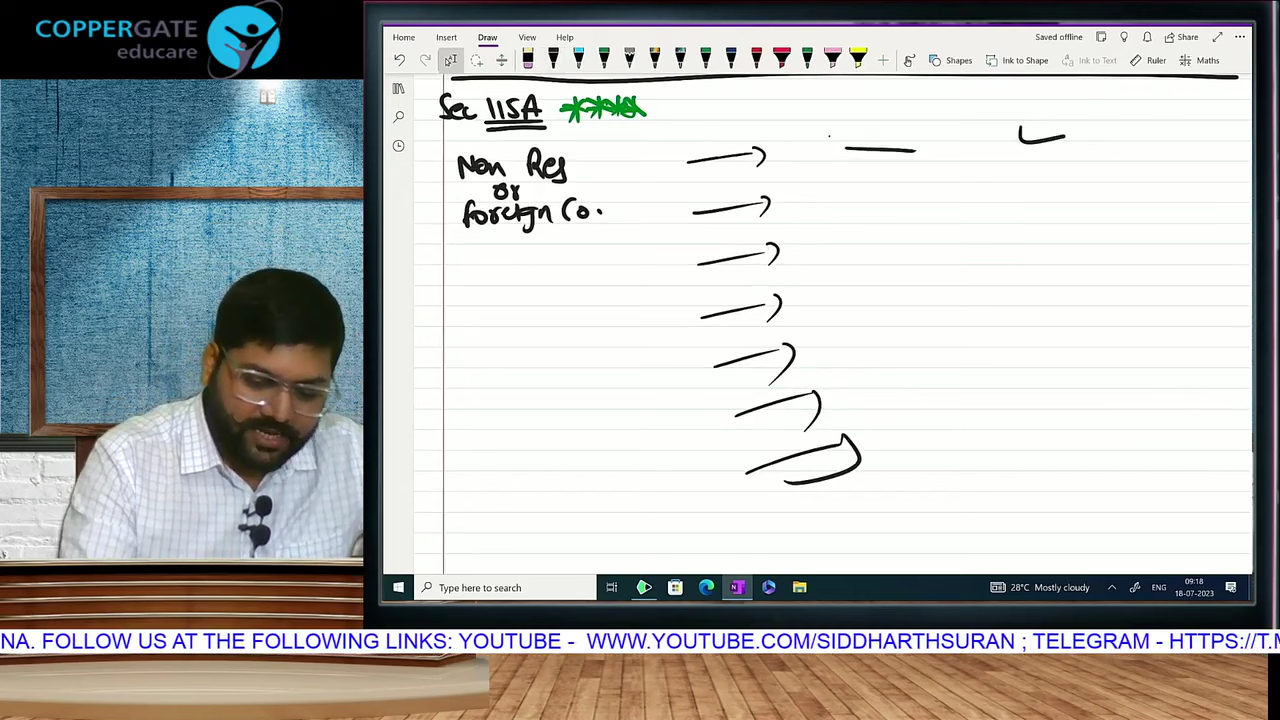 COPPERGATE
educare
Home Insert Draw View Help
Saved offline
Share
Shapes
Ink to Shape
Ink to Text
Ruler
Maths
Sec 115A
Non Res
or
Foreign Co.
Type here to search
28°C Mostly cloudy
ENG
09:18
18-07-2023
NA. FOLLOW US AT THE FOLLOWING LINKS: YOUTUBE - WWW.YOUTUBE.COM/SIDDHARTHSURAN ; TELEGRAM - HTTPS://T.M